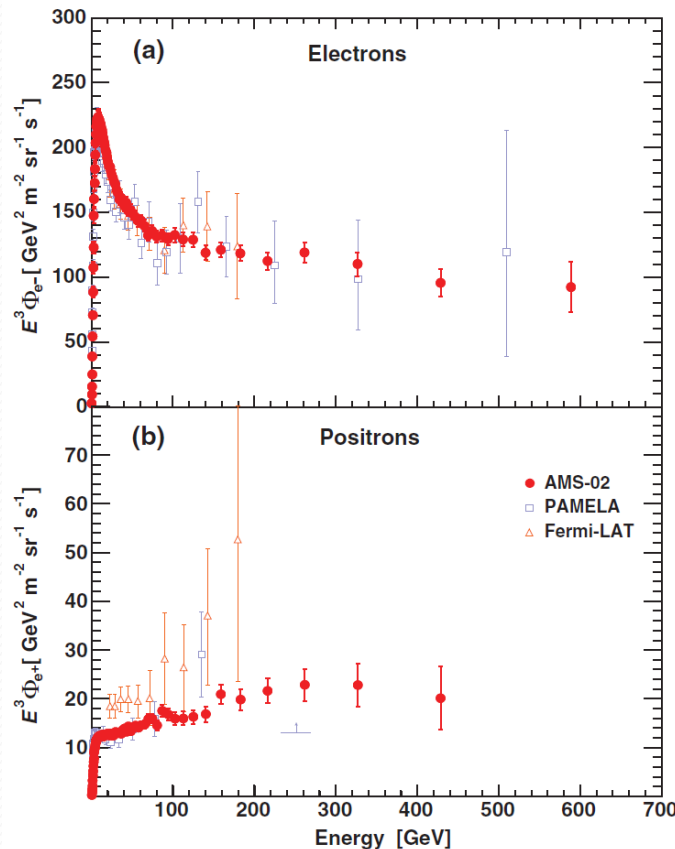 300
250
200
150
100
50
0
E³Φe-[ GeV² m⁻² sr⁻¹ s⁻¹ ]
(a)
Electrons
70
60
50
40
30
20
10
E³Φe+[ GeV² m⁻² sr⁻¹ s⁻¹ ]
(b)
Positrons
AMS-02
PAMELA
Fermi-LAT
100 200 300 400 500 600 700
Energy [GeV]